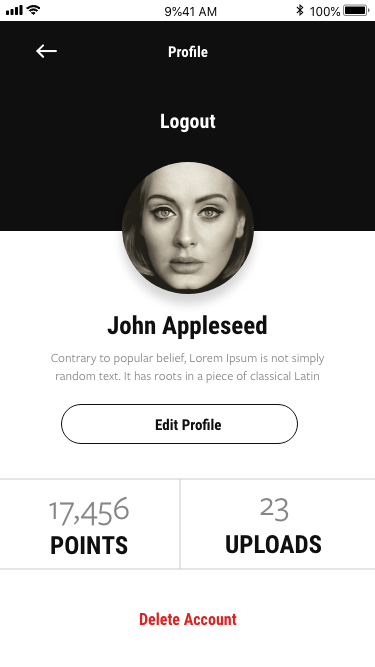 9%41 AM
100%
Profile
Logout
John Appleseed
Contrary to popular belief, Lorem Ipsum is not simply
random text. It has roots in a piece of classical Latin
Edit Profile
17,456
POINTS
23
UPLOADS
Delete Account